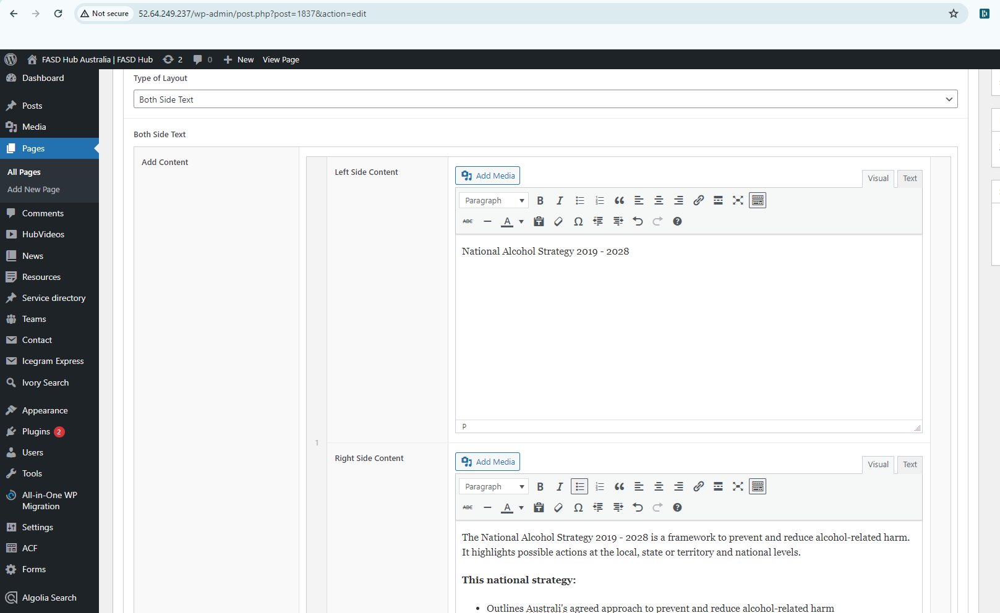 Not secure
52.64.249.237/wp-admin/post.php?post=1837&action=edit
FASD Hub Australia | FASD Hub
2
0
New
View Page
Dashboard
Posts
Media
Pages
All Pages
Add New Page
Comments
HubVideos
News
Resources
Service directory
Teams
Contact
Icegram Express
Ivory Search
Appearance
Plugins 2
Users
Tools
All-in-One WP
Migration
Settings
ACF
Forms
Algolia Search
Type of Layout
Both Side Text
Both Side Text
Add Content
1
Left Side Content
Add Media
Visual
Text
Paragraph
B
I
ABC
A
Ω
National Alcohol Strategy 2019 - 2028
P
Right Side Content
Add Media
Visual
Text
Paragraph
B
I
ABC
A
Ω
The National Alcohol Strategy 2019 - 2028 is a framework to prevent and reduce alcohol-related harm.
It highlights possible actions at the local, state or territory and national levels.
This national strategy:
• Outlines Australi's agreed approach to prevent and reduce alcohol-related harm